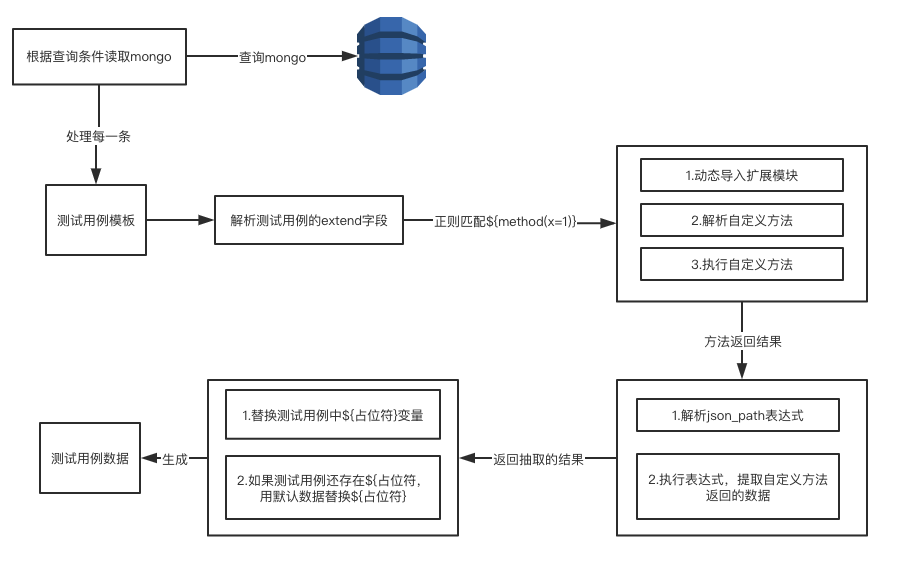 根据查询条件读取mongo
查询mongo
处理每一条
测试用例模板
解析测试用例的extend字段
正则匹配${method(x=1)}
1.动态导入扩展模块
2.解析自定义方法
3.执行自定义方法
方法返回结果
1.解析json_path表达式
2.执行表达式，提取自定义方法
返回的数据
返回抽取的结果
1.替换测试用例中${占位符}变量
2.如果测试用例还存在${占位符，
用默认数据替换${占位符}
生成
测试用例数据